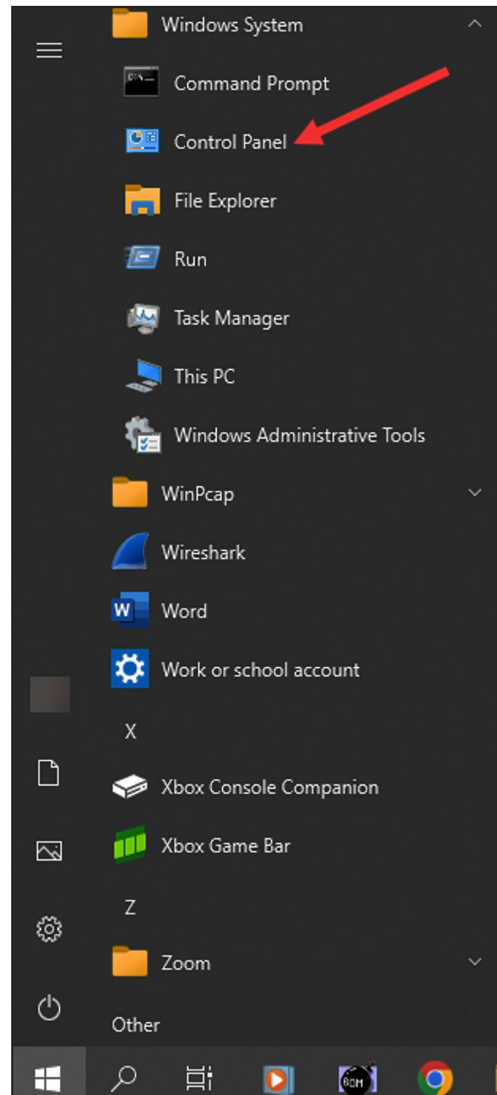 Windows System
Command Prompt
Control Panel
File Explorer
Run
Task Manager
This PC
Windows Administrative Tools
WinPcap
Wireshark
W
Word
Work or school account
X
Xbox Console Companion
Xbox Game Bar
Z
Zoom
Other
BOM